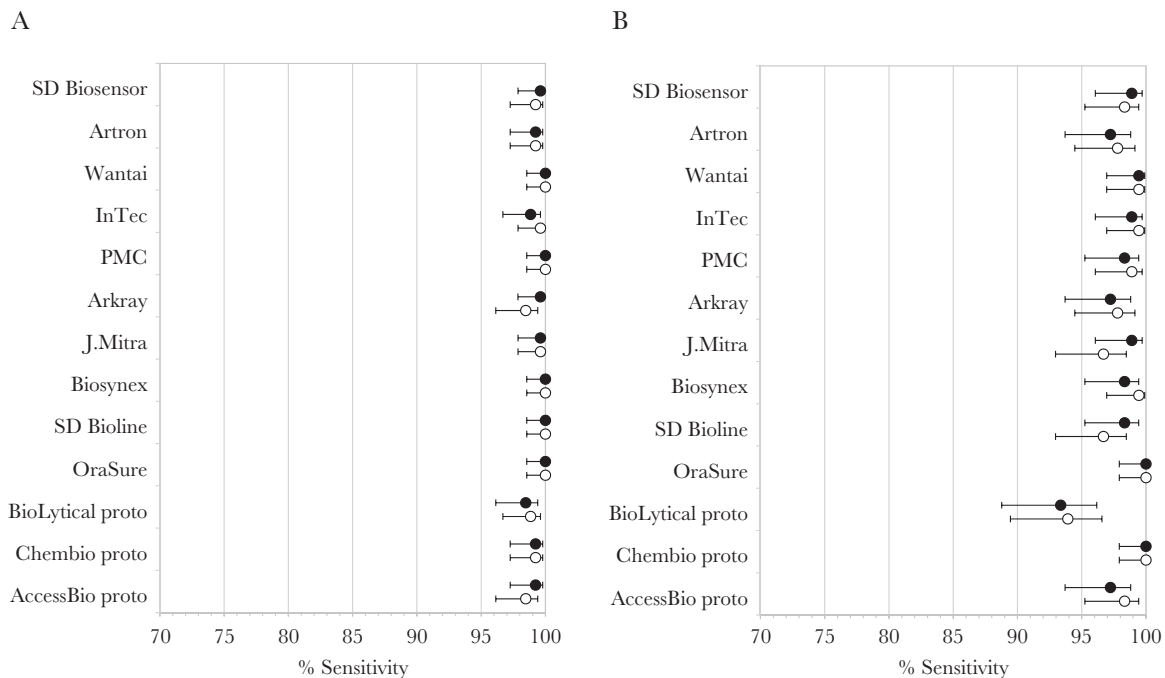 A
SD Biosensor
Artron
Wantai
InTec
PMC
Arkray
J.Mitra
Biosynex
SD Bioline
OraSure
BioLytical proto
Chembio proto
AccessBio proto
70 75 80 85 90 95 100
% Sensitivity
B
SD Biosensor
Artron
Wantai
InTec
PMC
Arkray
J.Mitra
Biosynex
SD Bioline
OraSure
BioLytical proto
Chembio proto
AccessBio proto
70 75 80 85 90 95 100
% Sensitivity